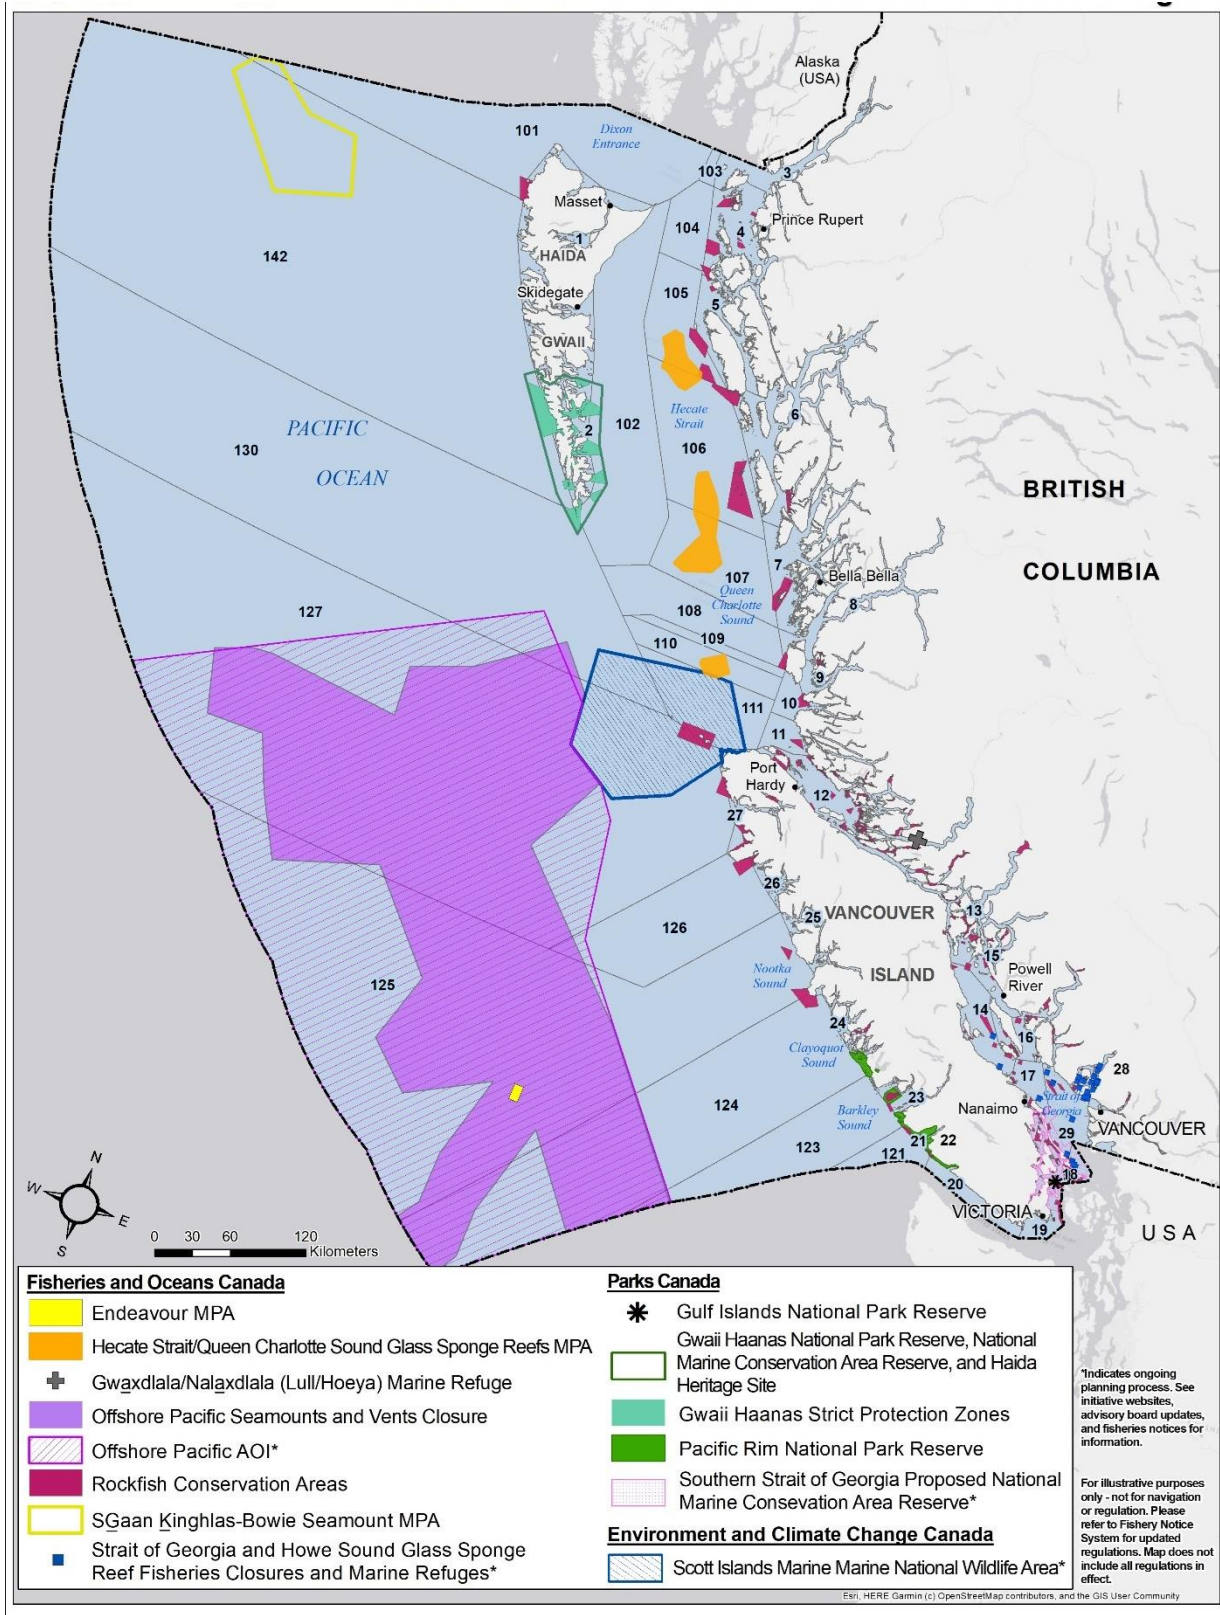 Alaska
(USA)
101
Dixon
Entrance
103
3
Masset
Prince Rupert
104
4
1
HAIDA
142
105
Skidegate
5
GWAII
Hecate
Strait
6
2
102
PACIFIC
106
130
OCEAN
BRITISH
7
107
Bella Bella
COLUMBIA
Queen
Charlotte
Sound
8
127
108
109
110
9
111
10
11
Port
Hardy
12
27
26
VANCOUVER
13
25
126
15
Nootka
Sound
ISLAND
Powell
River
125
14
24
16
Clayoquot
Sound
17
28
23
Strait of
Georgia
Nanaimo
124
Barkley
Sound
VANCOUVER
21
22
29
123
121
18
20
VICTORIA
19
USA
N
W
E
S
0 30 60 120
Kilometers
Fisheries and Oceans Canada
Endeavour MPA
Hecate Strait/Queen Charlotte Sound Glass Sponge Reefs MPA
Gwa̲xdlala/Nala̲xdlala (Lull/Hoeya) Marine Refuge
Offshore Pacific Seamounts and Vents Closure
Offshore Pacific AOI*
Rockfish Conservation Areas
SG̲aan K̲inghlas-Bowie Seamount MPA
Strait of Georgia and Howe Sound Glass Sponge
Reef Fisheries Closures and Marine Refuges*
Parks Canada
Gulf Islands National Park Reserve
Gwaii Haanas National Park Reserve, National
Marine Conservation Area Reserve, and Haida
Heritage Site
Gwaii Haanas Strict Protection Zones
Pacific Rim National Park Reserve
Southern Strait of Georgia Proposed National
Marine Consevation Area Reserve*
Environment and Climate Change Canada
Scott Islands Marine Marine National Wildlife Area*
*Indicates ongoing
planning process. See
initiative websites,
advisory board updates,
and fisheries notices for
information.
For illustrative purposes
only - not for navigation
or regulation. Please
refer to Fishery Notice
System for updated
regulations. Map does not
include all regulations in
effect.
Esri, HERE Garmin (c) OpenStreetMap contributors, and the GIS User Community